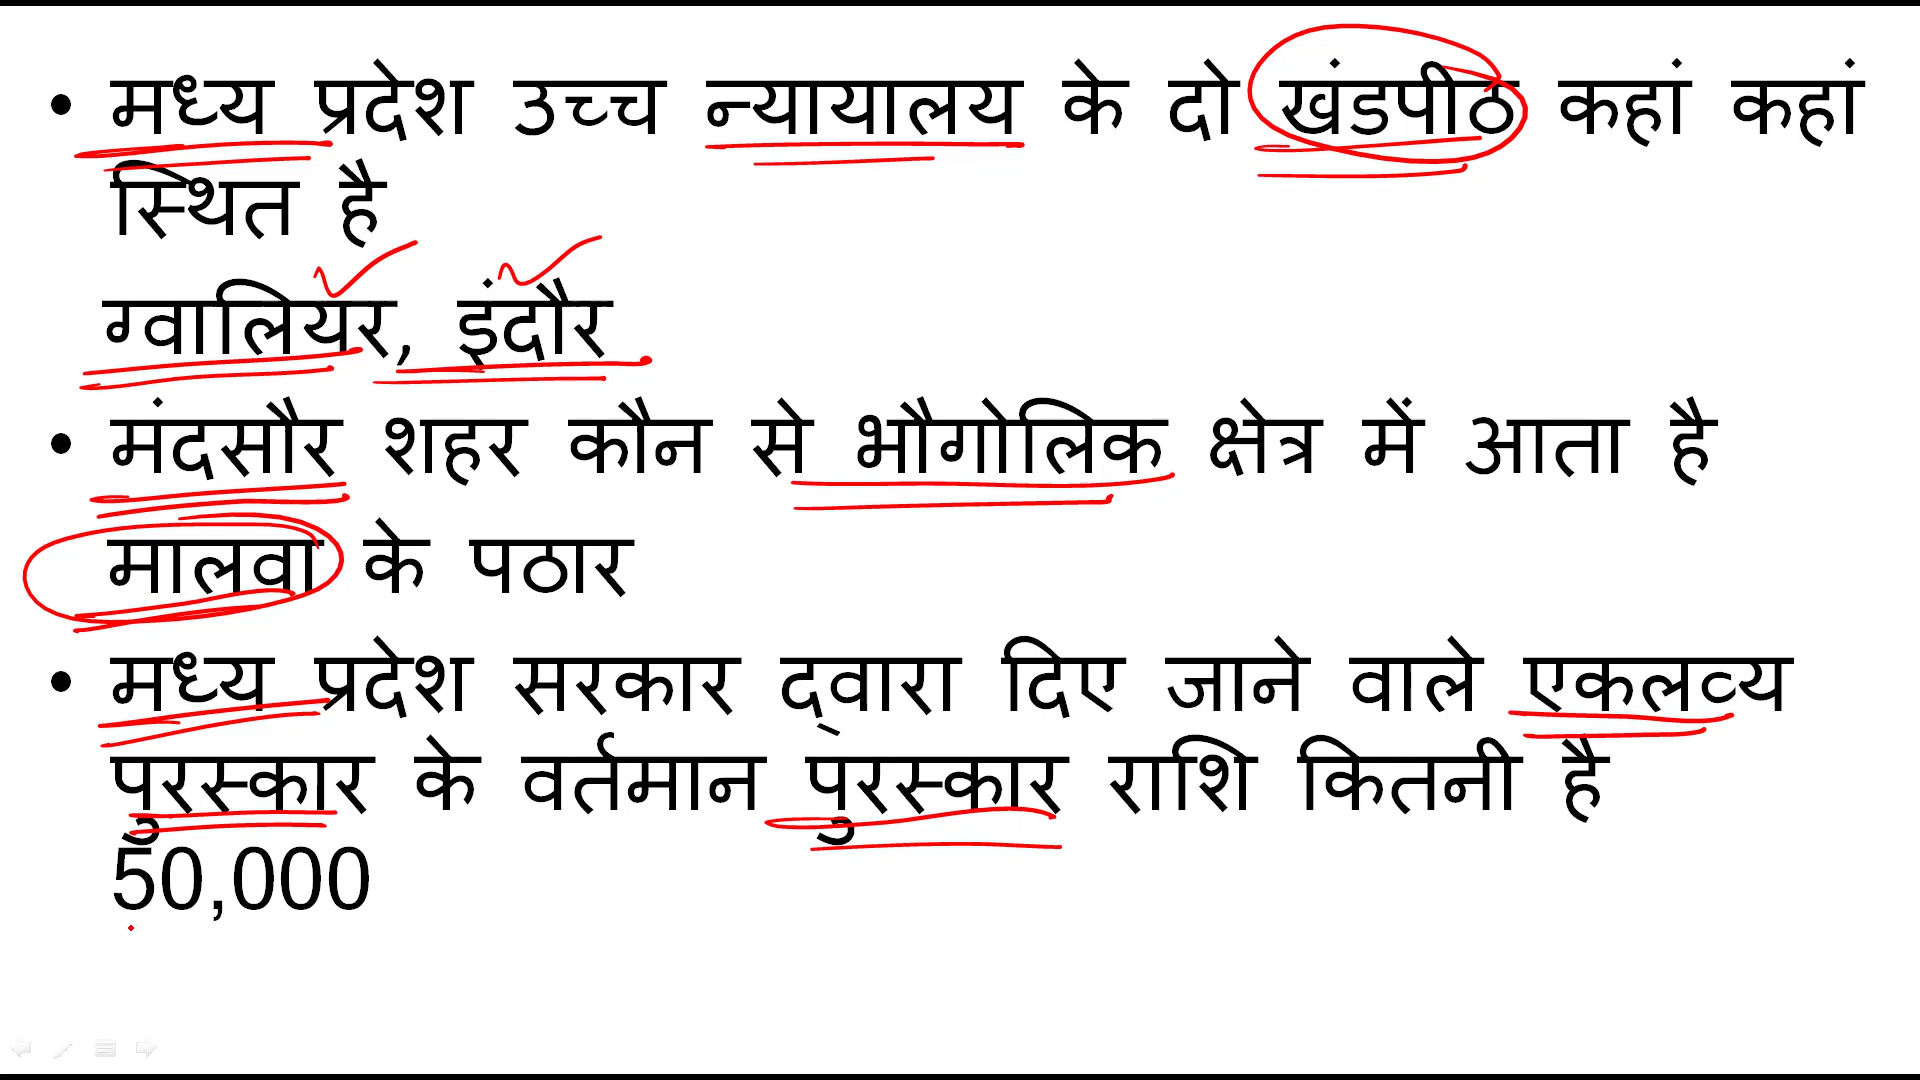 • मध्य प्रदेश उच्च न्यायालय के दो खंडपीठ कहां कहां
स्थित है
ग्वालियर, इंदौर
• मंदसौर शहर कौन से भौगोलिक क्षेत्र में आता है
मालवा के पठार
• मध्य प्रदेश सरकार द्वारा दिए जाने वाले एकलव्य
पुरस्कार के वर्तमान पुरस्कार राशि कितनी है
50,000